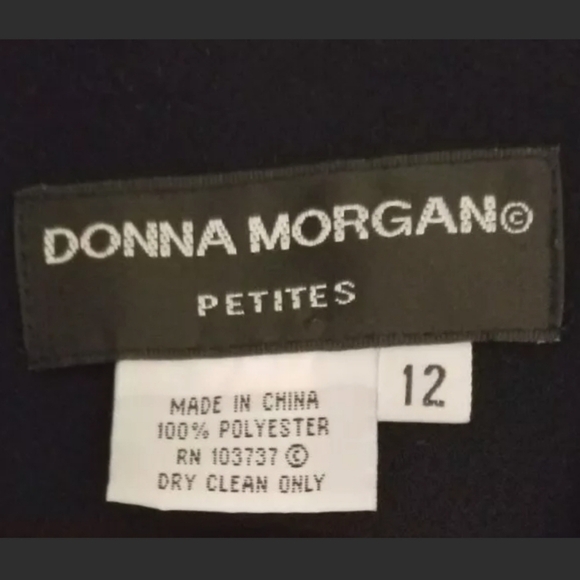 DONNA MORGAN©
PETITES
12
MADE IN CHINA
100% POLYESTER
RN 103737 ©
DRY CLEAN ONLY